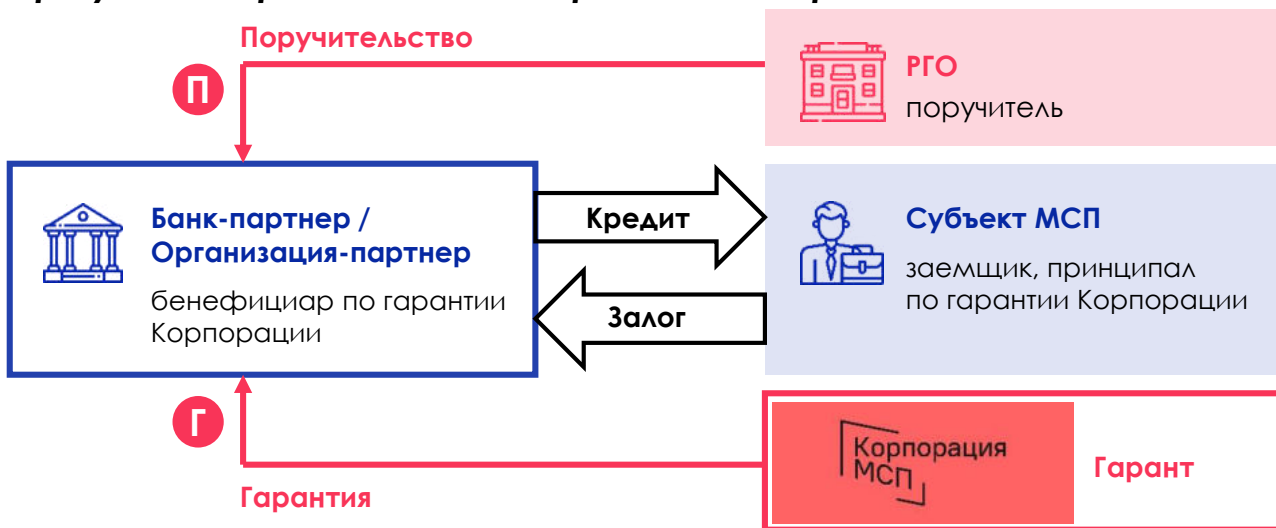 Поручительство
П
РГО
поручитель
Банк-партнер /
Организация-партнер
бенефициар по гарантии
Корпорации
Кредит
Залог
Субъект МСП
заемщик, принципал
по гарантии Корпорации
Г
Гарантия
Корпорация
МСП
Гарант